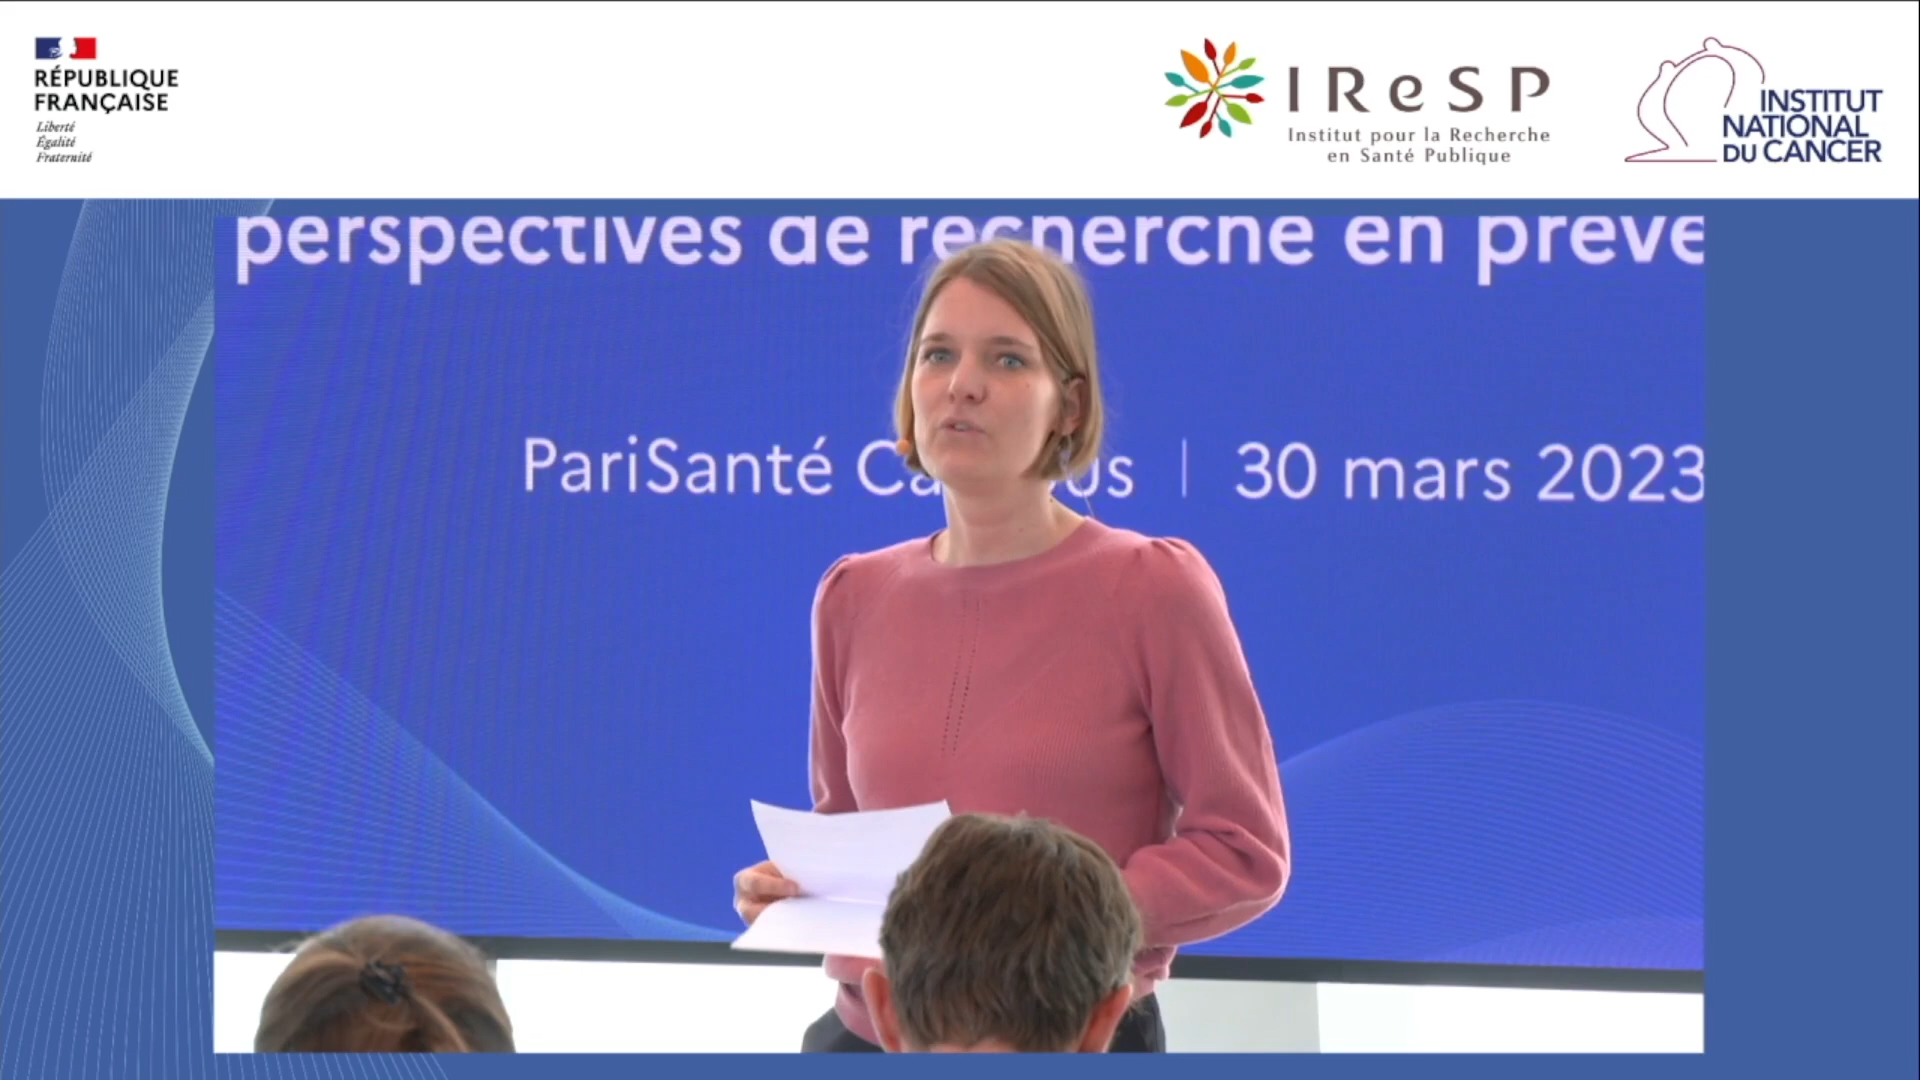 RÉPUBLIQUE
FRANÇAISE
Liberté
Égalité
Fraternité
IReSP
Institut pour la Recherche
en Santé Publique
INSTITUT
NATIONAL
DU CANCER
perspectives de recherche en préve
PariSanté | 30 mars 2023